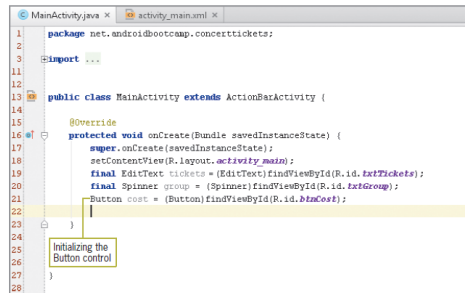 MainActivity.java × activity_main.xml ×
1 package net.androidbootcamp.concerttickets;
2
3 import ...
11
12
13 public class MainActivity extends ActionBarActivity {
14
15 @Override
16 protected void onCreate(Bundle savedInstanceState) {
17 super.onCreate(savedInstanceState);
18 setContentView(R.layout.activity_main);
19 final EditText tickets = (EditText)findViewById(R.id.txtTickets);
20 final Spinner group = (Spinner)findViewById(R.id.txtGroup);
21 Button cost = (Button)findViewById(R.id.btnCost);
22
23 }
24
25 Initializing the
26 Button control
27 }
28